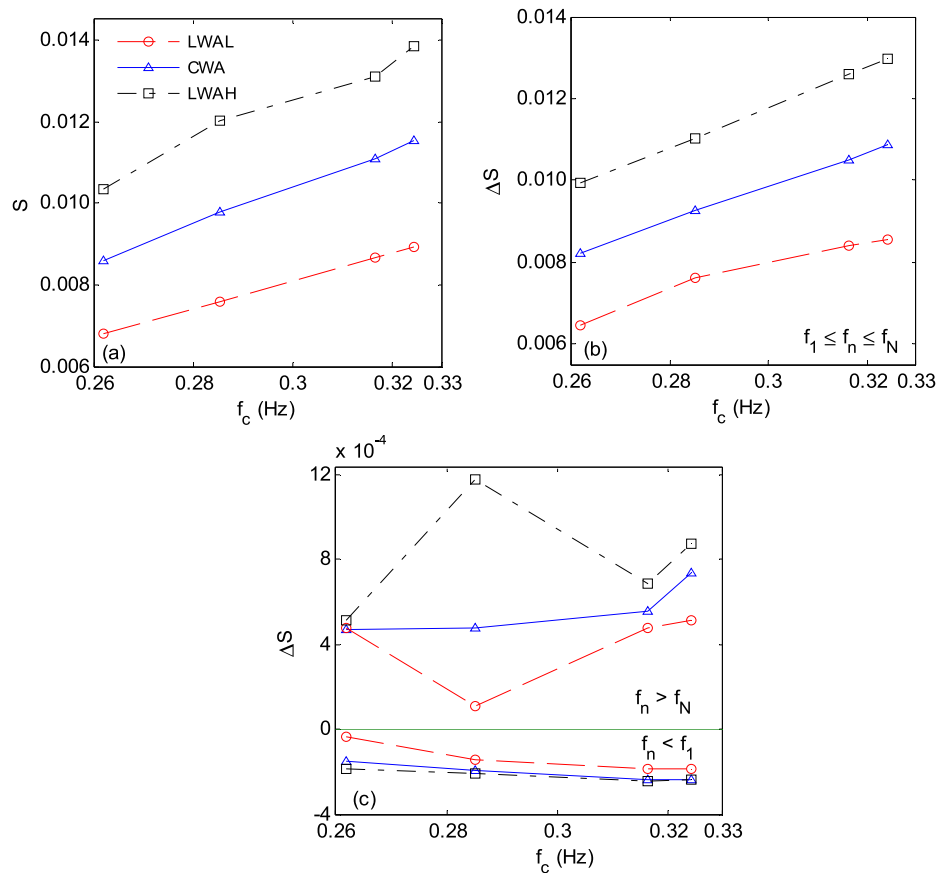 0.014
0.012
0.010
0.008
0.006
S
LWAL
CWA
LWAH
(a)
0.26 0.28 0.3 0.32 0.33
f_c (Hz)
0.014
0.012
0.010
0.008
0.006
ΔS
(b)
f_1 ≤ f_n ≤ f_N
0.26 0.28 0.3 0.32 0.33
f_c (Hz)
x 10^-4
12
8
4
0
-4
ΔS
f_n > f_N
f_n < f_1
(c)
0.26 0.28 0.3 0.32 0.33
f_c (Hz)